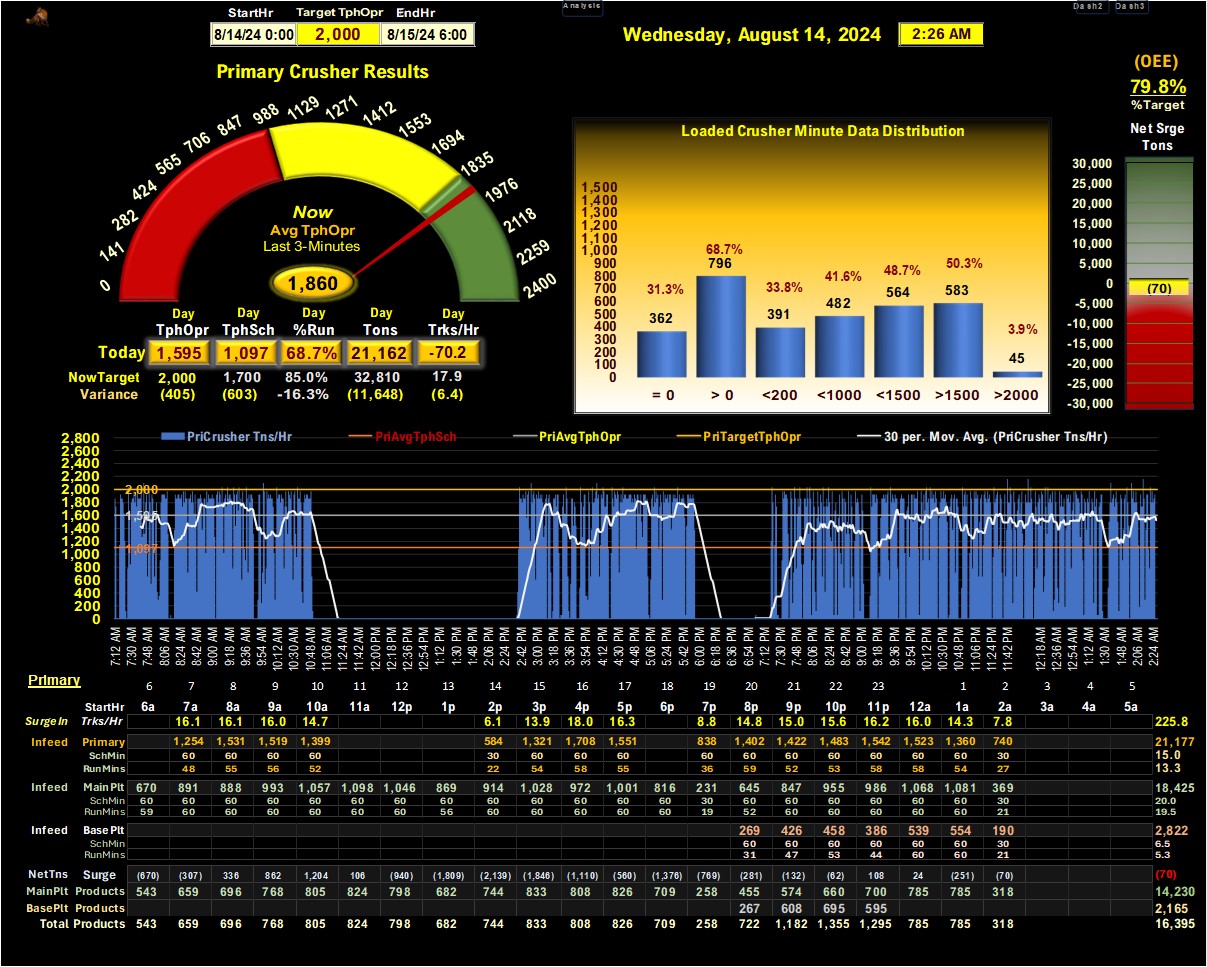 Analysis
Dash2 Dash3
StartHr Target TphOpr EndHr
8/14/24 0:00 2,000 8/15/24 6:00
Wednesday, August 14, 2024 2:26 AM
(OEE)
79.8%
%Target
Primary Crusher Results
0 141 282 424 565 706 847 988 1129 1271 1412 1553 1694 1835 1976 2118 2259 2400
Now
Avg TphOpr
Last 3-Minutes
1,860
Day Day Day Day Day
TphOpr TphSch %Run Tons Trks/Hr
Today 1,595 1,097 68.7% 21,162 -70.2
NowTarget 2,000 1,700 85.0% 32,810 17.9
Variance (405) (603) -16.3% (11,648) (6.4)
Loaded Crusher Minute Data Distribution
1,500
1,400
1,300
1,200
1,100
1,000
900
800
700
600
500
400
300
200
100
0
31.3% 68.7% 33.8% 41.6% 48.7% 50.3% 3.9%
362 796 391 482 564 583 45
= 0 > 0 <200 <1000 <1500 >1500 >2000
Net Srge
Tons
30,000
25,000
20,000
15,000
10,000
5,000
0
-5,000
-10,000
-15,000
-20,000
-25,000
-30,000
(70)
PriCrusher Tns/Hr PriAvgTphSch PriAvgTphOpr PriTargetTphOpr 30 per. Mov. Avg. (PriCrusher Tns/Hr)
2,800
2,600
2,400
2,200
2,000
1,800
1,600
1,400
1,200
1,000
800
600
400
200
0
2,000
1,595
1,097
7:12 AM 7:30 AM 7:48 AM 8:06 AM 8:24 AM 8:42 AM 9:00 AM 9:18 AM 9:36 AM 9:54 AM 10:12 AM 10:30 AM 10:48 AM 11:06 AM 11:24 AM 11:42 AM 12:00 PM 12:18 PM 12:36 PM 12:54 PM 1:12 PM 1:30 PM 1:48 PM 2:06 PM 2:24 PM 2:42 PM 3:00 PM 3:18 PM 3:36 PM 3:54 PM 4:12 PM 4:30 PM 4:48 PM 5:06 PM 5:24 PM 5:42 PM 6:00 PM 6:18 PM 6:36 PM 6:54 PM 7:12 PM 7:30 PM 7:48 PM 8:06 PM 8:24 PM 8:42 PM 9:00 PM 9:18 PM 9:36 PM 9:54 PM 10:12 PM 10:30 PM 10:48 PM 11:06 PM 11:24 PM 11:42 PM 12:18 AM 12:36 AM 12:54 AM 1:12 AM 1:30 AM 1:48 AM 2:06 AM 2:24 AM
Primary 6 7 8 9 10 11 12 13 14 15 16 17 18 19 20 21 22 23 1 2 3 4 5
StartHr 6a 7a 8a 9a 10a 11a 12p 1p 2p 3p 4p 5p 6p 7p 8p 9p 10p 11p 12a 1a 2a 3a 4a 5a
SurgeIn Trks/Hr 16.1 16.1 16.0 14.7 6.1 13.9 18.0 16.3 8.8 14.8 15.0 15.6 16.2 16.0 14.3 7.8 225.8
Infeed Primary 1,254 1,531 1,519 1,399 584 1,321 1,708 1,551 838 1,402 1,422 1,483 1,542 1,523 1,360 740 21,177
SchMin 60 60 60 60 30 60 60 60 60 60 60 60 60 60 60 30 15.0
RunMins 48 55 56 52 22 54 58 55 36 59 52 53 58 58 54 27 13.3
Infeed MainPlt 670 891 888 993 1,057 1,098 1,046 869 914 1,028 972 1,001 816 231 645 847 955 986 1,068 1,081 369 18,425
SchMin 60 60 60 60 60 60 60 60 60 60 60 60 60 30 60 60 60 60 60 60 30 20.0
RunMins 59 60 60 60 60 60 60 56 60 60 60 60 60 19 52 60 60 60 60 60 21 19.5
Infeed BasePlt 269 426 458 386 539 554 190 2,822
SchMin 60 60 60 60 60 60 30 6.5
RunMins 31 47 53 44 60 60 21 5.3
NetTns Surge (670) (307) 336 862 1,204 106 (940) (1,809) (2,139) (1,846) (1,110) (560) (1,376) (769) (281) (132) (62) 108 24 (251) (70) (70)
MainPlt Products 543 659 696 768 805 824 798 682 744 833 808 826 709 258 455 574 660 700 785 785 318 14,230
BasePlt Products 267 608 695 595 2,165
Total Products 543 659 696 768 805 824 798 682 744 833 808 826 709 258 722 1,182 1,355 1,295 785 785 318 16,395